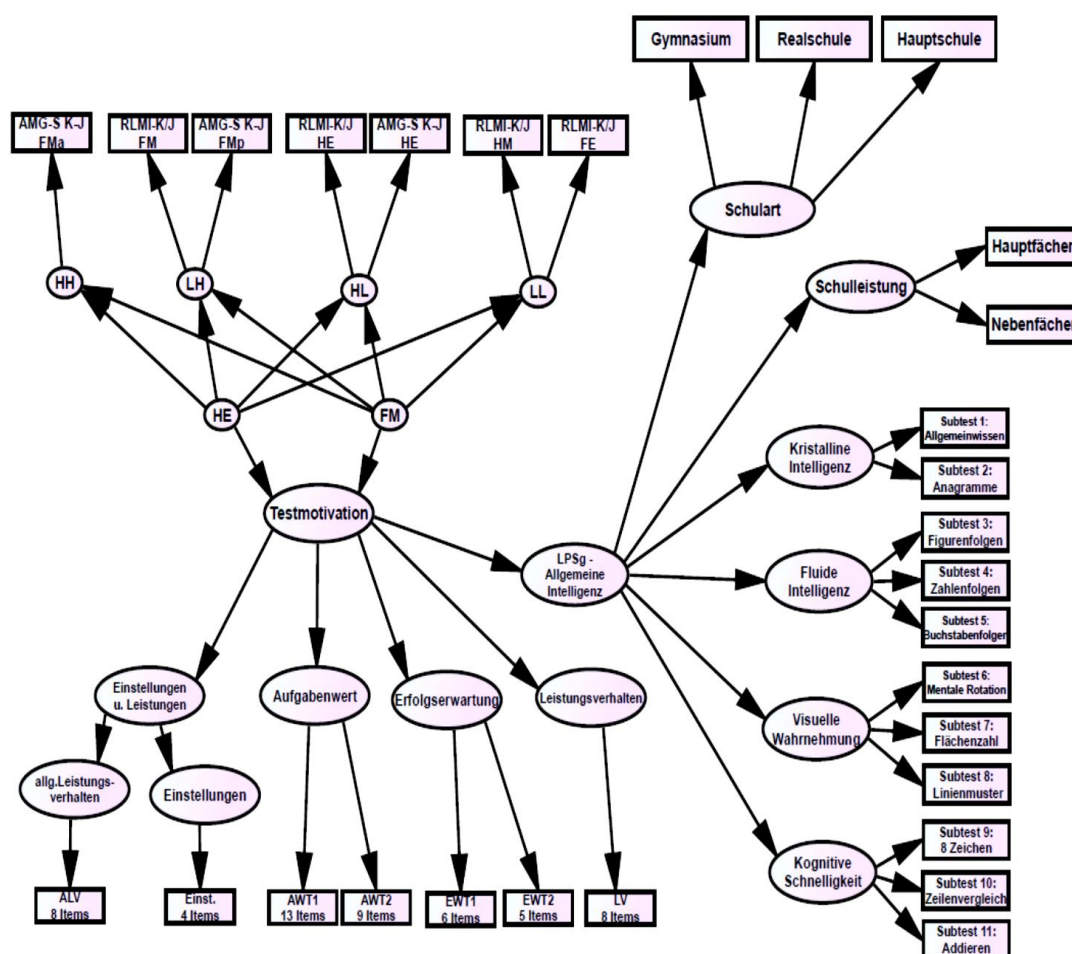 Gymnasium
Realschule
Hauptschule
AMG-S K-J
FMa
RLMI-K/J
FM
AMG-S K-J
FMp
RLMI-K/J
HE
AMG-S K-J
HE
RLMI-K/J
HM
RLMI-K/J
FE
Schulart
HH
LH
HL
LL
Schulleistung
Hauptfächer
Nebenfächer
HE
FM
Testmotivation
LPSg -
Allgemeine
Intelligenz
Kristalline
Intelligenz
Subtest 1:
Allgemeinwissen
Subtest 2:
Anagramme
Fluide
Intelligenz
Subtest 3:
Figurenfolgen
Subtest 4:
Zahlenfolgen
Subtest 5:
Buchstabenfolgen
Visuelle
Wahrnehmung
Subtest 6:
Mentale Rotation
Subtest 7:
Flächenzahl
Subtest 8:
Linienmuster
Kognitive
Schnelligkeit
Subtest 9:
8 Zeichen
Subtest 10:
Zeilenvergleich
Subtest 11:
Addieren
Einstellungen
u. Leistungen
Aufgabenwert
Erfolgserwartung
Leistungsverhalten
allg.Leistungs-
verhalten
Einstellungen
ALV
8 Items
Einst.
4 Items
AWT1
13 Items
AWT2
9 Items
EWT1
6 Items
EWT2
5 Items
LV
8 Items